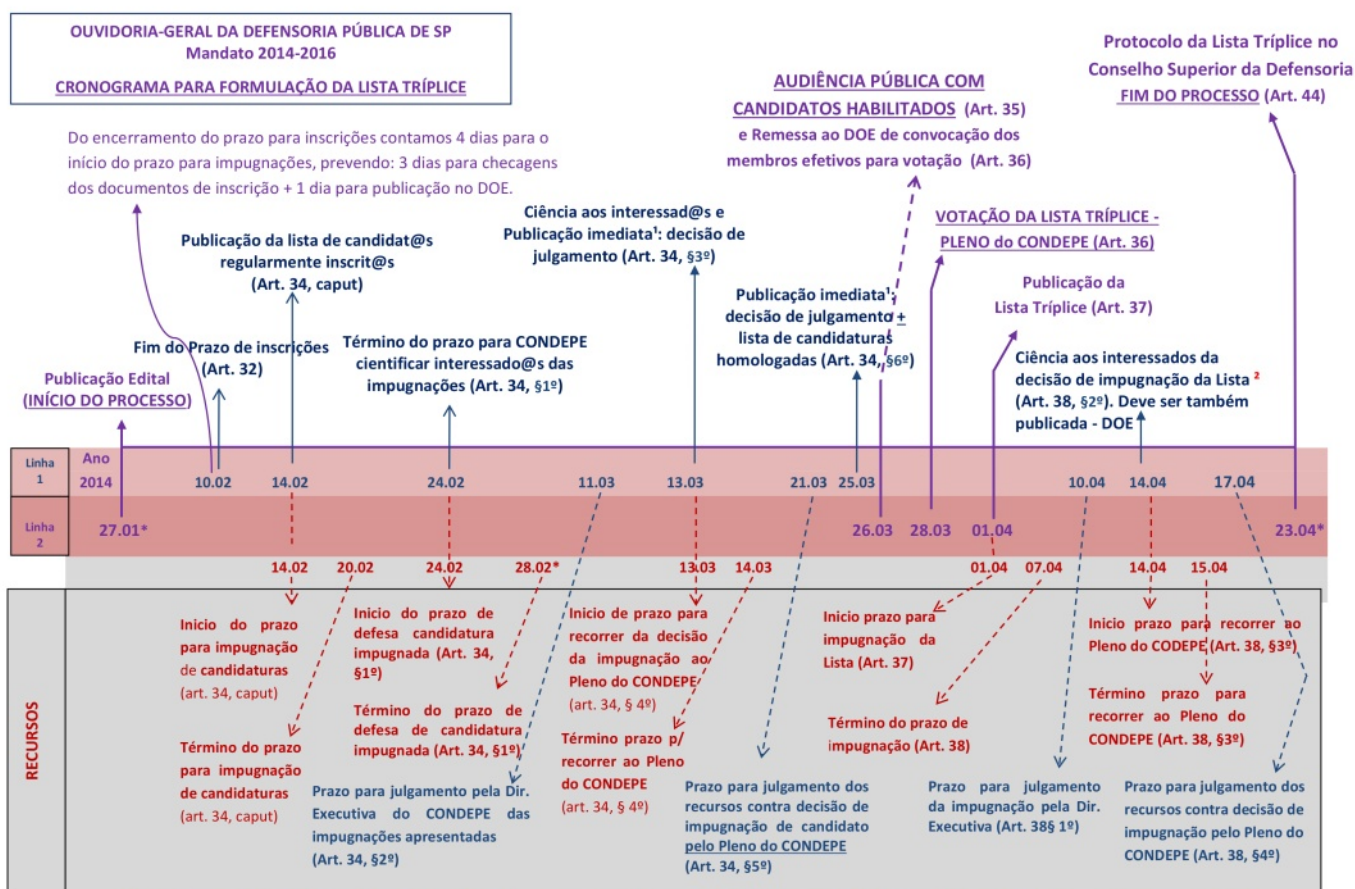 OUVIDORIA-GERAL DA DEFENSORIA PÚBLICA DE SP
Mandato 2014-2016
CRONOGRAMA PARA FORMULAÇÃO DA LISTA TRÍPLICE
Do encerramento do prazo para inscrições contamos 4 dias para o
início do prazo para impugnações, prevendo: 3 dias para checagens
dos documentos de inscrição + 1 dia para publicação no DOE.
Publicação Edital
(INÍCIO DO PROCESSO)
Fim do Prazo de inscrições
(Art. 32)
Publicação da lista de candidat@s
regularmente inscrit@s
(Art. 34, caput)
Término do prazo para CONDEPE
cientificar interessado@s das
impugnações (Art. 34, §1º)
Ciência aos interessad@s e
Publicação imediata¹: decisão de
julgamento (Art. 34, §3º)
Publicação imediata¹:
decisão de julgamento +
lista de candidaturas
homologadas (Art. 34, §6º)
AUDIÊNCIA PÚBLICA COM
CANDIDATOS HABILITADOS (Art. 35)
e Remessa ao DOE de convocação dos
membros efetivos para votação (Art. 36)
VOTAÇÃO DA LISTA TRÍPLICE -
PLENO do CONDEPE (Art. 36)
Publicação da
Lista Tríplice (Art. 37)
Ciência aos interessados da
decisão de impugnação da Lista ²
(Art. 38, §2º). Deve ser também
publicada - DOE
Protocolo da Lista Tríplice no
Conselho Superior da Defensoria
FIM DO PROCESSO (Art. 44)
Linha
1
Ano
2014
10.02 14.02 24.02 11.03 13.03 21.03 25.03 10.04 14.04 17.04
Linha
2
27.01* 26.03 28.03 01.04 23.04*
14.02 20.02 24.02 28.02* 13.03 14.03 01.04 07.04 14.04 15.04
RECURSOS
Inicio do prazo
para impugnação
de candidaturas
(art. 34, caput)
Término do prazo
para impugnação
de candidaturas
(art. 34, caput)
Inicio do prazo de
defesa candidatura
impugnada (Art. 34,
§1º)
Término do prazo de
defesa de candidatura
impugnada (Art. 34, §1º)
Prazo para julgamento pela Dir.
Executiva do CONDEPE das
impugnações apresentadas
(Art. 34, §2º)
Inicio de prazo para
recorrer da decisão
da impugnação ao
Pleno do CONDEPE
(art. 34, § 4º)
Término prazo p/
recorrer ao Pleno
do CONDEPE
(art. 34, § 4º)
Prazo para julgamento dos
recursos contra decisão de
impugnação de candidato
pelo Pleno do CONDEPE
(Art. 34, §5º)
Inicio prazo para
impugnação da
Lista (Art. 37)
Término do prazo de
impugnação (Art. 38)
Prazo para julgamento
da impugnação pela Dir.
Executiva (Art. 38§ 1º)
Inicio prazo para recorrer ao
Pleno do CODEPE (Art. 38, §3º)
Término prazo para
recorrer ao Pleno do
CONDEPE (Art. 38, §3º)
Prazo para julgamento dos
recursos contra decisão de
impugnação pelo Pleno do
CONDEPE (Art. 38, §4º)